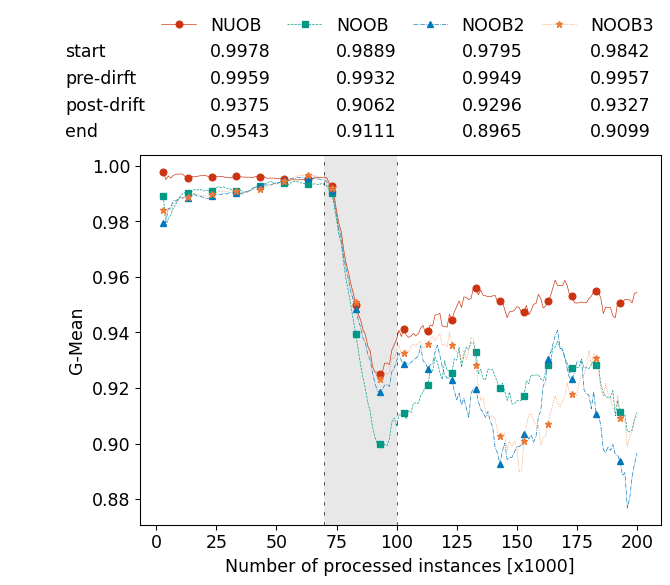 NUOB NOOB NOOB2 NOOB3
start 0.9978 0.9889 0.9795 0.9842
pre-dirft 0.9959 0.9932 0.9949 0.9957
post-drift 0.9375 0.9062 0.9296 0.9327
end 0.9543 0.9111 0.8965 0.9099
1.00
0.98
0.96
0.94
0.92
0.90
0.88
G-Mean
0 25 50 75 100 125 150 175 200
Number of processed instances [x1000]